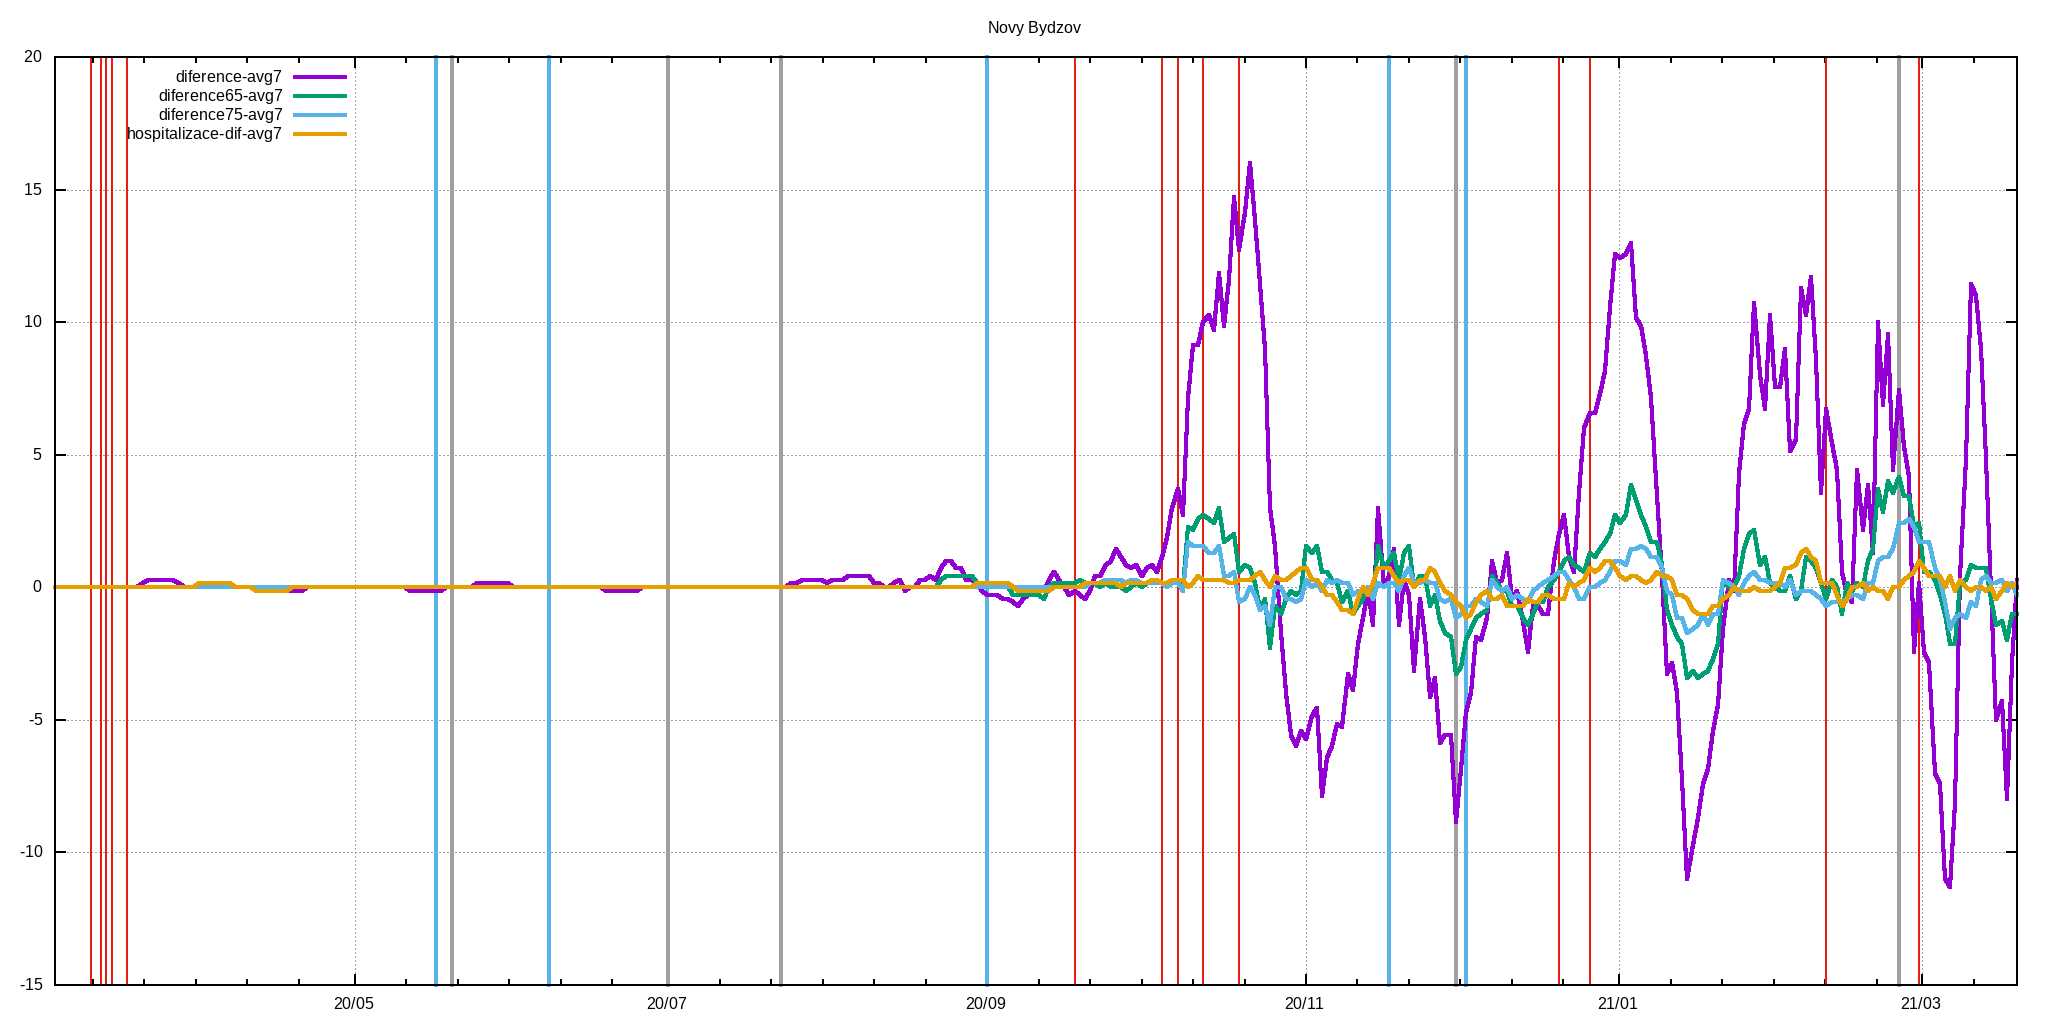 Novy Bydzov
20
diference-avg7
diference65-avg7
diference75-avg7
hospitalizace-dif-avg7
15
10
5
0
-5
-10
-15
20/05 20/07 20/09 20/11 21/01 21/03